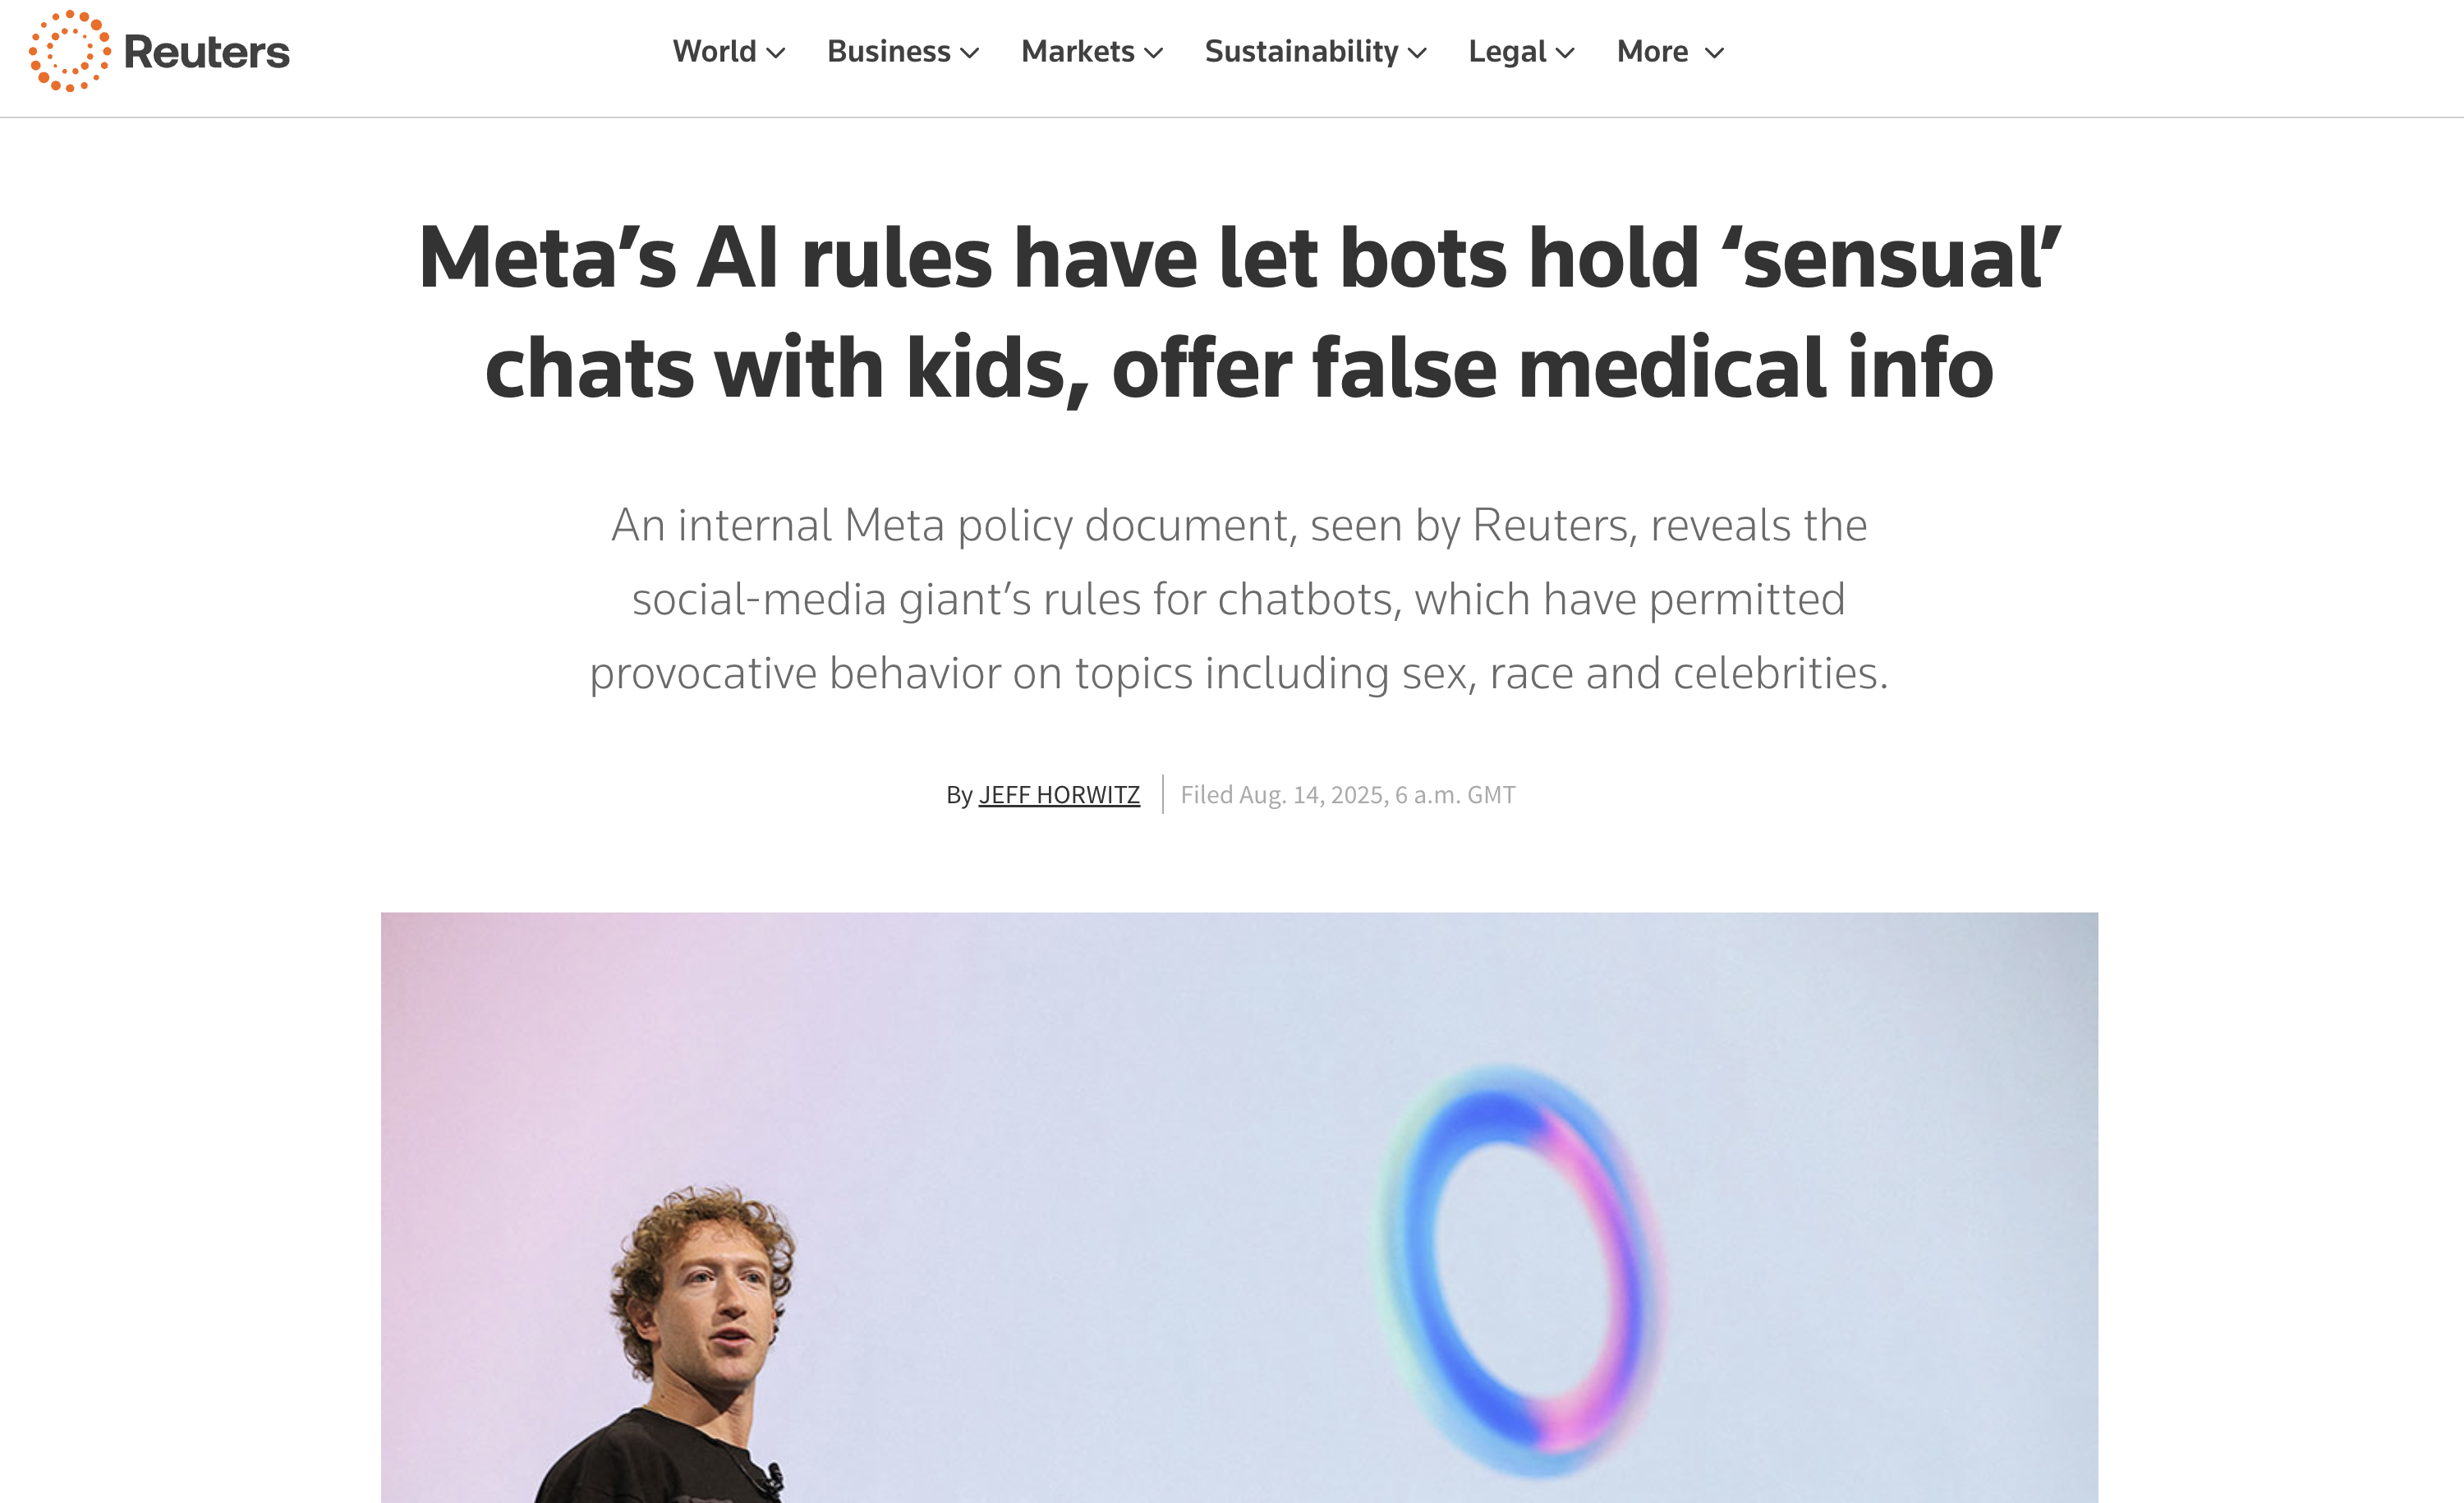 Reuters
World Business Markets Sustainability Legal More
Meta’s AI rules have let bots hold ‘sensual’
chats with kids, offer false medical info
An internal Meta policy document, seen by Reuters, reveals the
social-media giant’s rules for chatbots, which have permitted
provocative behavior on topics including sex, race and celebrities.
By JEFF HORWITZ Filed Aug. 14, 2025, 6 a.m. GMT